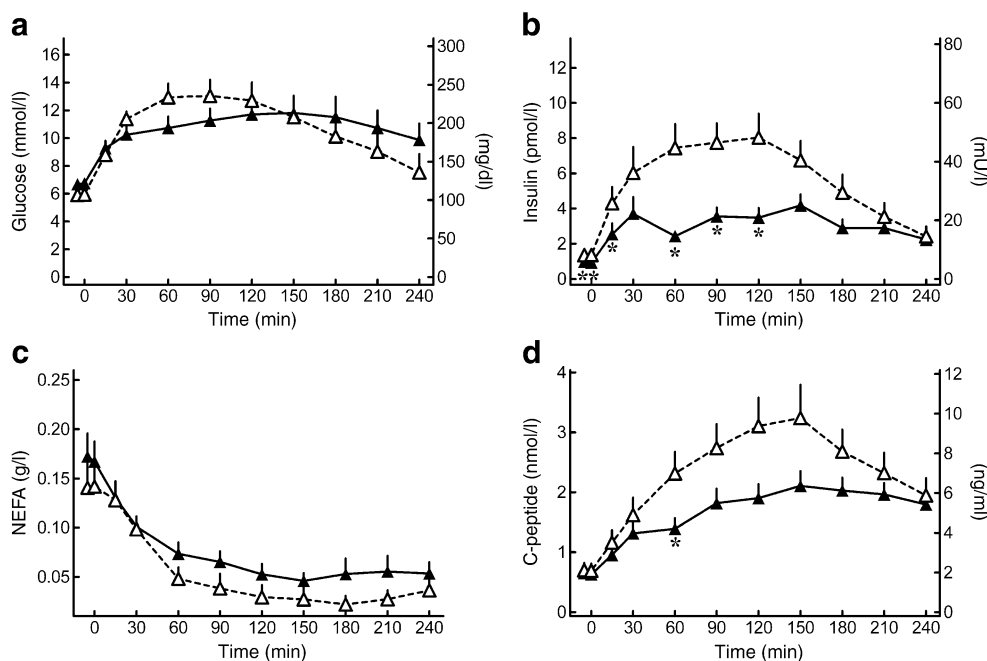 a
16
14
12
10
8
6
4
2
0
Glucose (mmol/l)
300
250
200
150
100
50
0
(mg/dl)
0 30 60 90 120 150 180 210 240
Time (min)
b
12
10
8
6
4
2
0
Insulin (pmol/l)
80
60
40
20
0
(mU/l)
** * * * *
0 30 60 90 120 150 180 210 240
Time (min)
c
0.25
0.20
0.15
0.10
0.05
NEFA (g/l)
0 30 60 90 120 150 180 210 240
Time (min)
d
4
3
2
1
0
C-peptide (nmol/l)
12
10
8
6
4
2
0
(ng/ml)
*
0 30 60 90 120 150 180 210 240
Time (min)